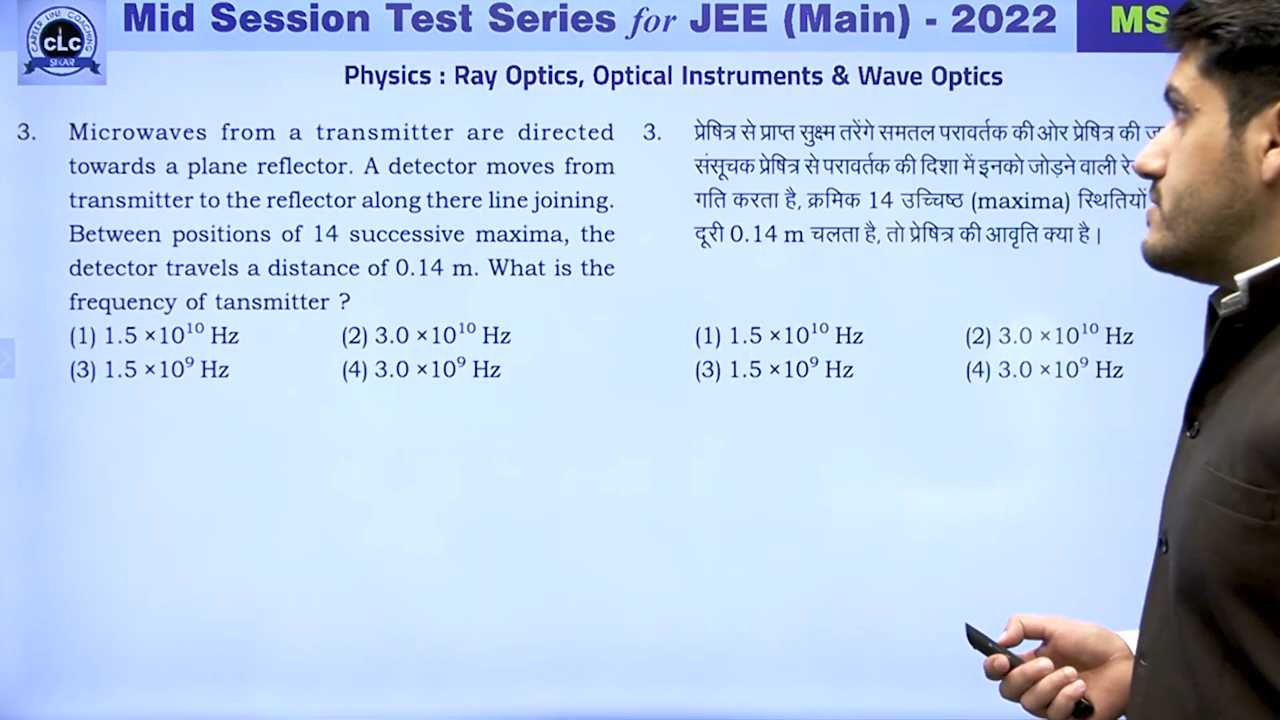 Mid Session Test Series for JEE (Main) - 2022
MS
CAREER LINE COACHING
CLC
SIKAR
Physics : Ray Optics, Optical Instruments & Wave Optics
3. Microwaves from a transmitter are directed
towards a plane reflector. A detector moves from
transmitter to the reflector along there line joining.
Between positions of 14 successive maxima, the
detector travels a distance of 0.14 m. What is the
frequency of tansmitter ?
(1) 1.5 ×10¹⁰ Hz (2) 3.0 ×10¹⁰ Hz
(3) 1.5 ×10⁹ Hz (4) 3.0 ×10⁹ Hz
3. प्रेषित्र से प्राप्त सुक्ष्म तरेंगे समतल परावर्तक की ओर प्रेषित्र की
संसूचक प्रेषित्र से परावर्तक की दिशा में इनको जोड़ने वाली
गति करता है, क्रमिक 14 उच्चिष्ठ (maxima) स्थितियों
दूरी 0.14 m चलता है, तो प्रेषित्र की आवृति क्या है।
(1) 1.5 ×10¹⁰ Hz (2) 3.0 ×10¹⁰ Hz
(3) 1.5 ×10⁹ Hz (4) 3.0 ×10⁹ Hz